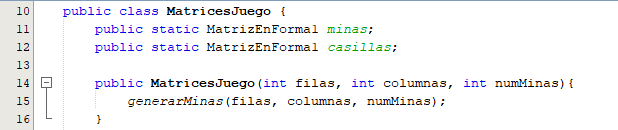 10 public class MatricesJuego {
11 public static MatrizEnFormal minas;
12 public static MatrizEnFormal casillas;
13
14 public MatricesJuego(int filas, int columnas, int numMinas){
15 generarMinas(filas, columnas, numMinas);
16 }